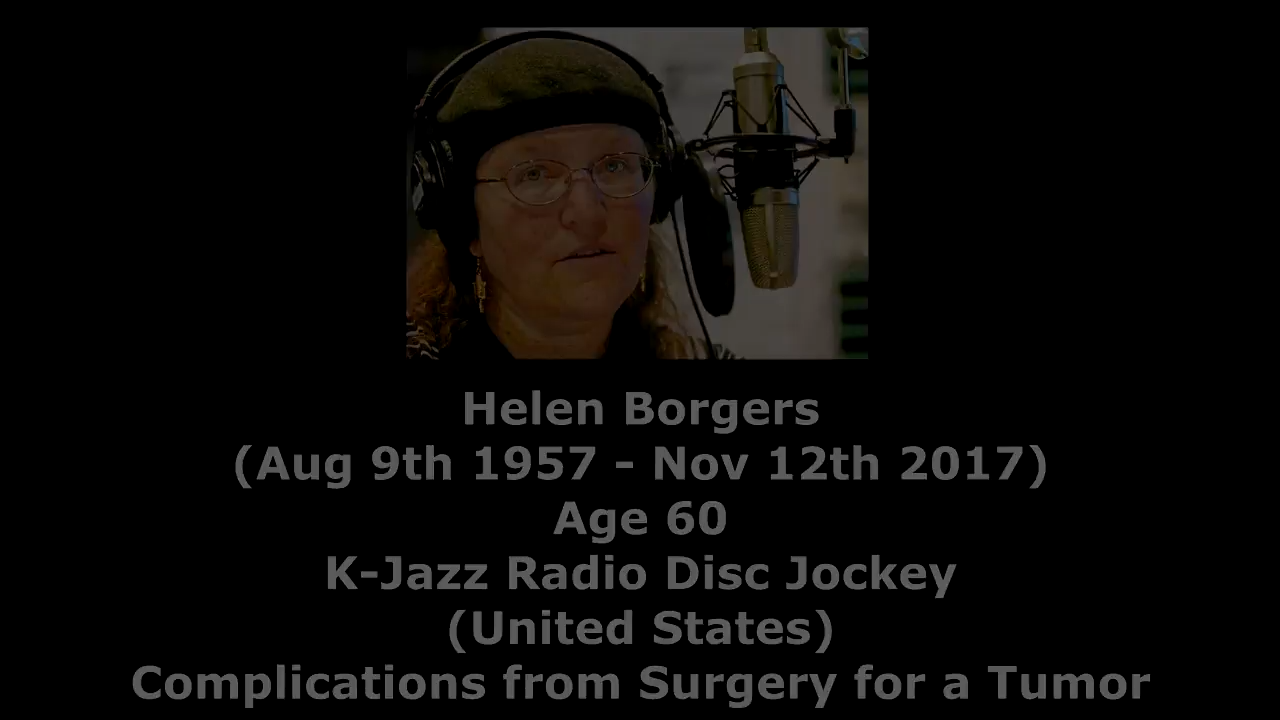 Helen Borgers
(Aug 9th 1957 - Nov 12th 2017)
Age 60
K-Jazz Radio Disc Jockey
(United States)
Complications from Surgery for a Tumor